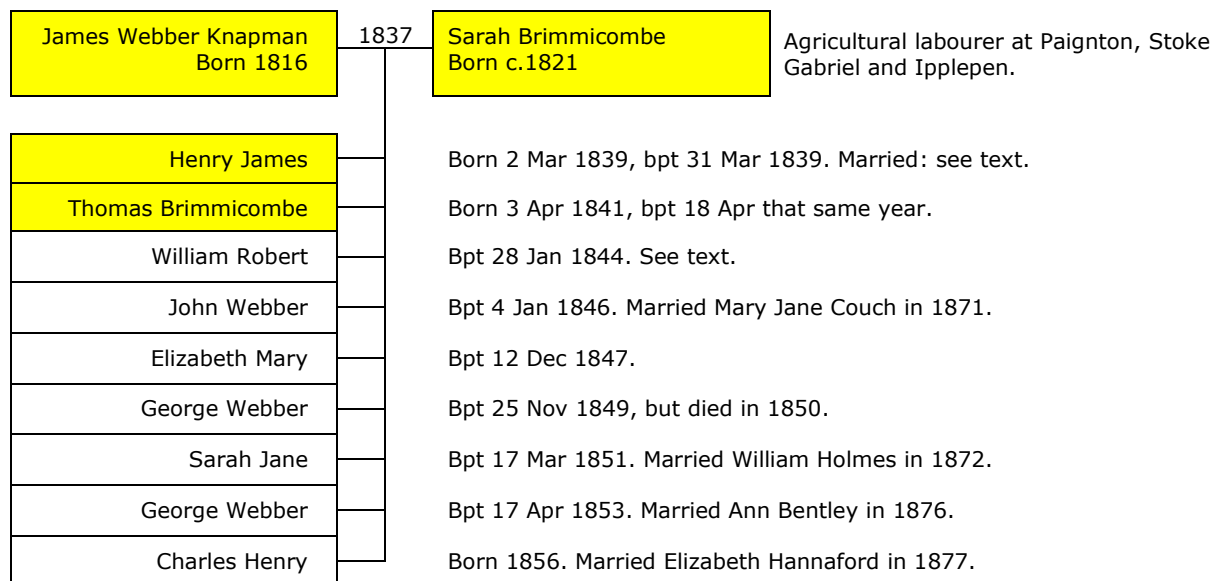 James Webber Knapman
Born 1816
1837
Sarah Brimmicombe
Born c.1821
Agricultural labourer at Paignton, Stoke
Gabriel and Ipplepen.
Henry James
Born 2 Mar 1839, bpt 31 Mar 1839. Married: see text.
Thomas Brimmicombe
Born 3 Apr 1841, bpt 18 Apr that same year.
William Robert
Bpt 28 Jan 1844. See text.
John Webber
Bpt 4 Jan 1846. Married Mary Jane Couch in 1871.
Elizabeth Mary
Bpt 12 Dec 1847.
George Webber
Bpt 25 Nov 1849, but died in 1850.
Sarah Jane
Bpt 17 Mar 1851. Married William Holmes in 1872.
George Webber
Bpt 17 Apr 1853. Married Ann Bentley in 1876.
Charles Henry
Born 1856. Married Elizabeth Hannaford in 1877.